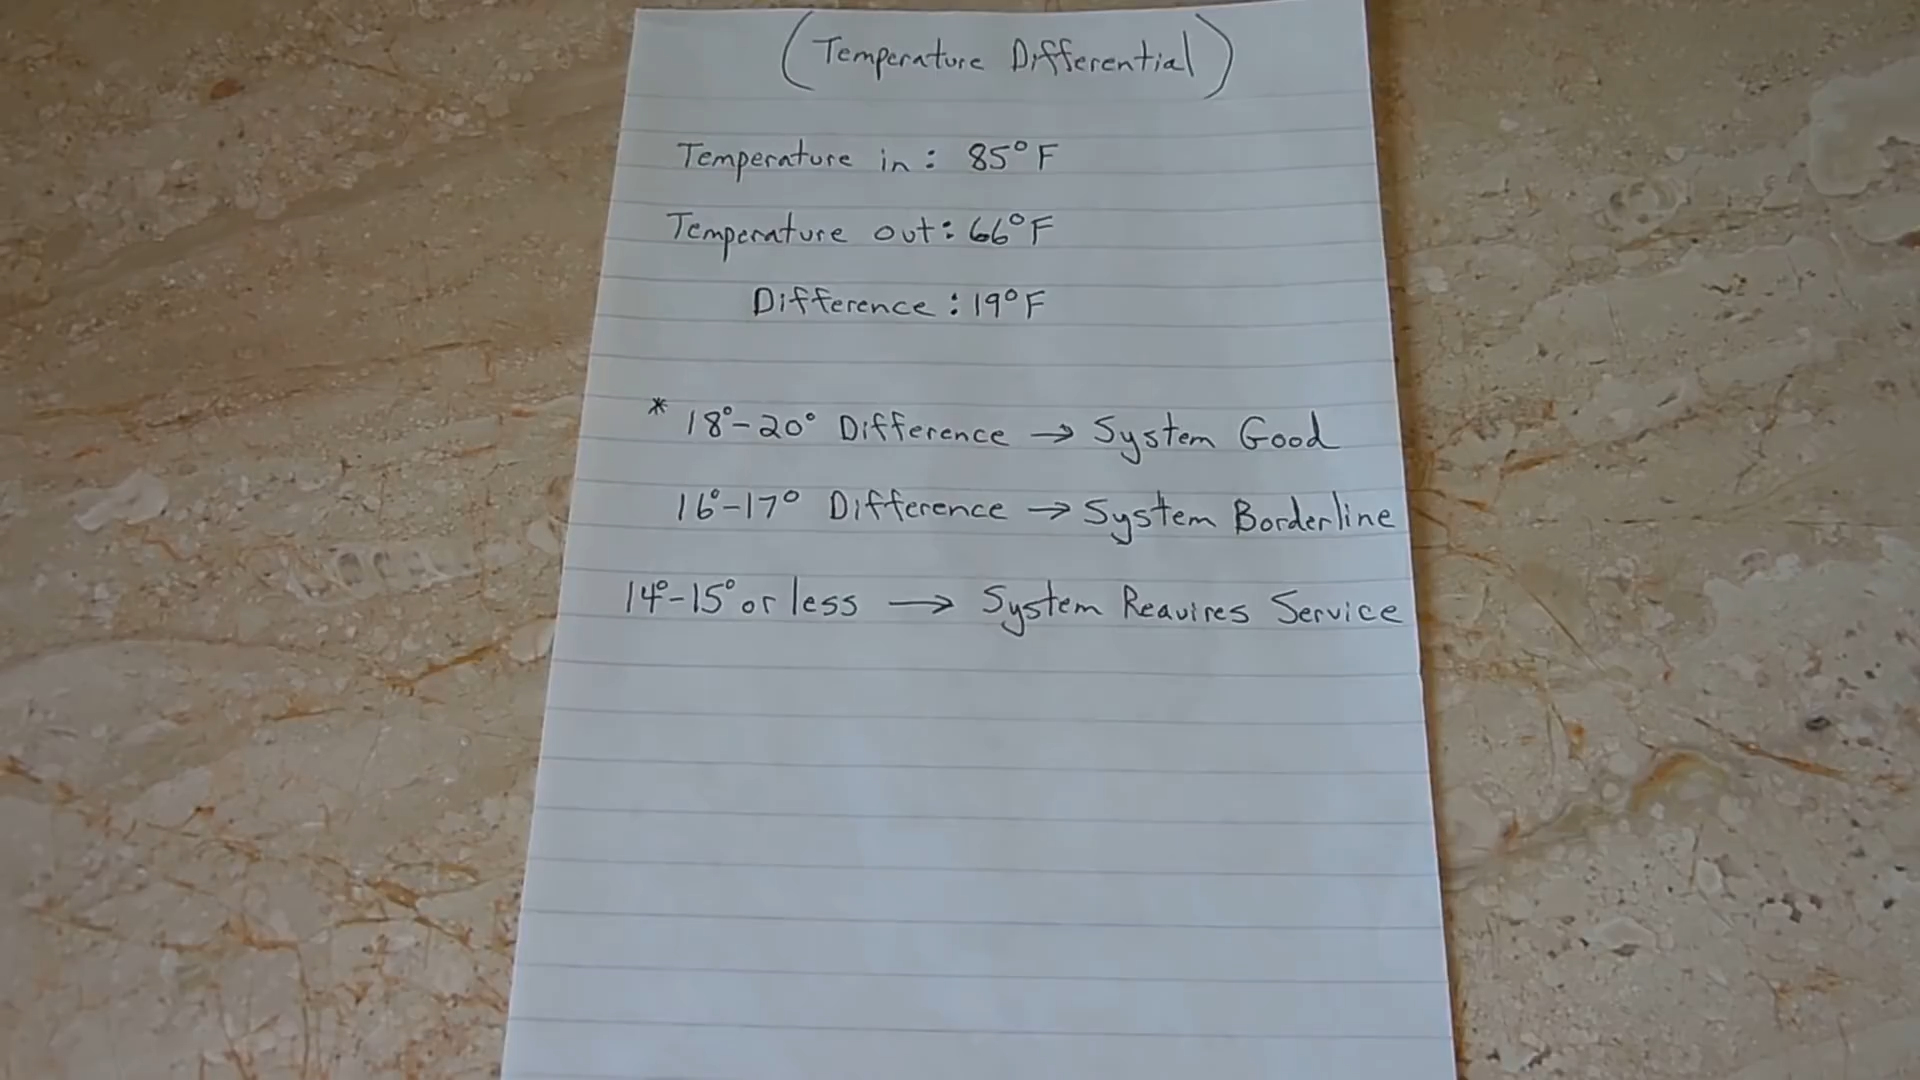 (Temperature Differential)
Temperature in: 85°F
Temperature out: 66°F
Difference: 19°F
* 18°-20° Difference → System Good
16°-17° Difference → System Borderline
14°-15° or less → System Requires Service